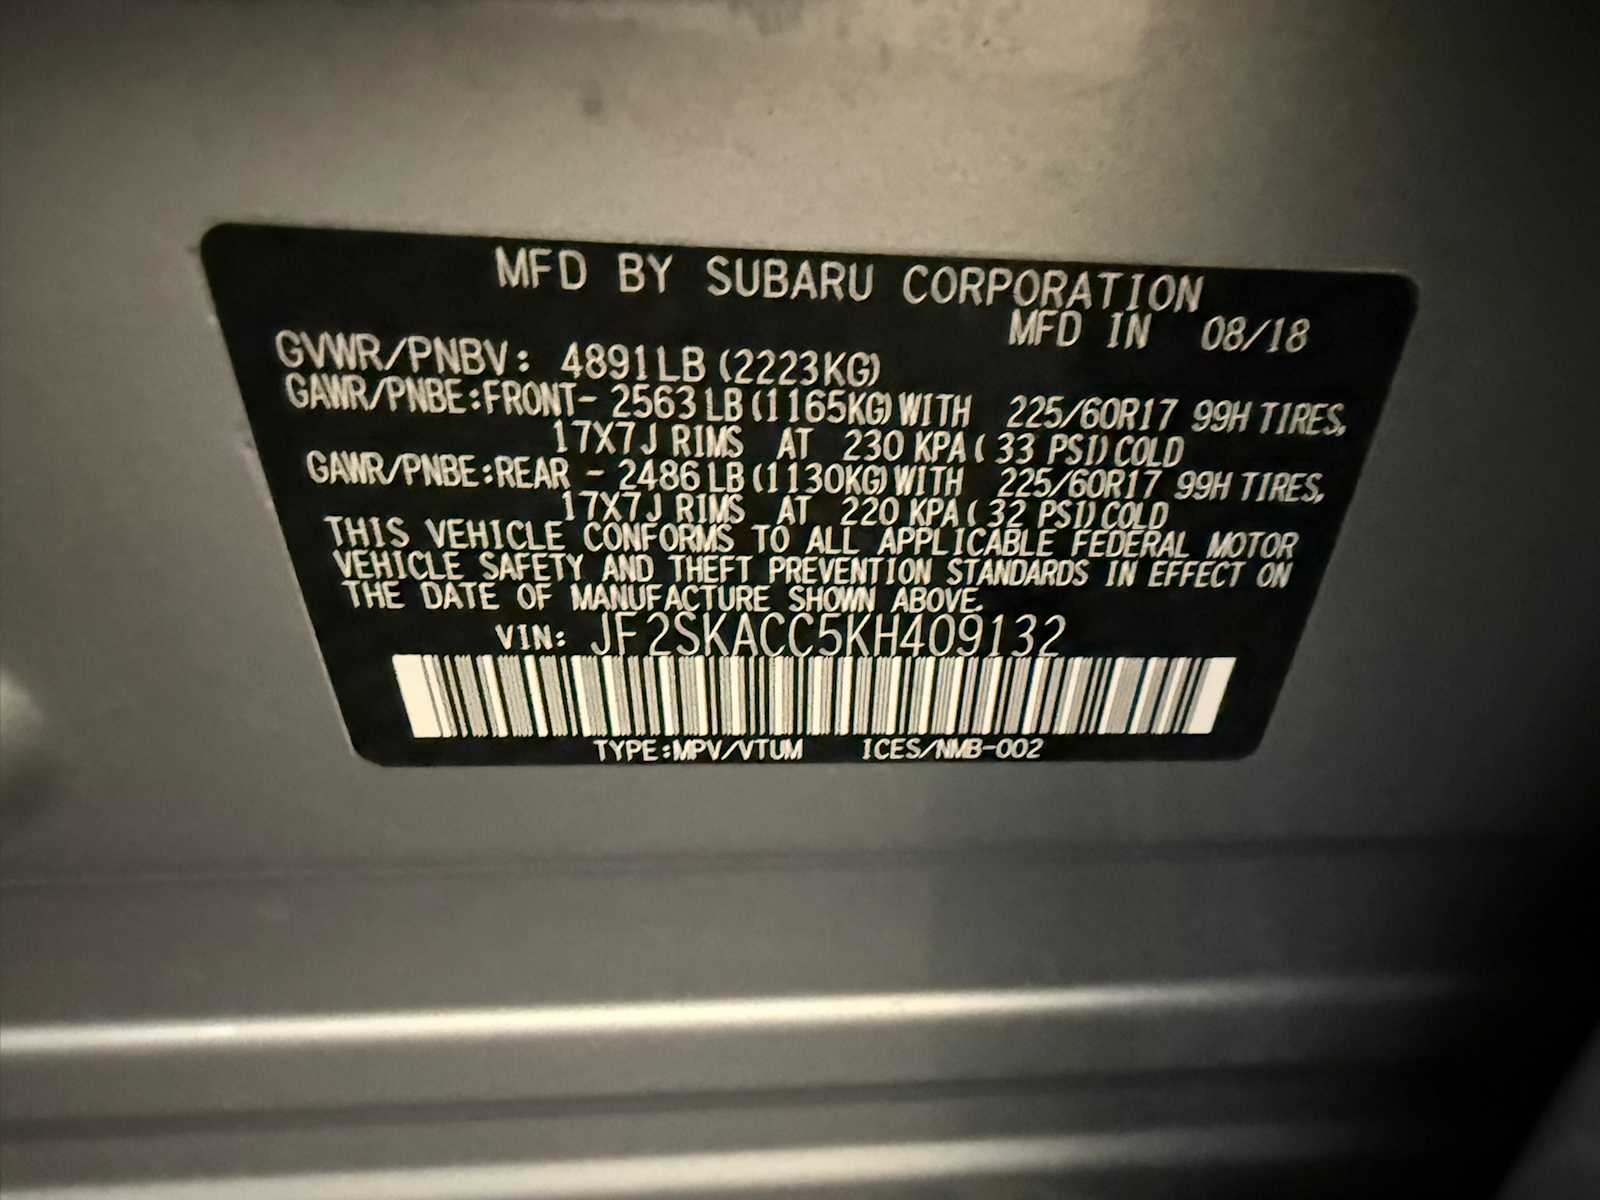 MFD BY SUBARU CORPORATION
MFD IN 08/18
GVWR/PNBV: 4891LB (2223KG)
GAWR/PNBE:FRONT- 2563LB(1165KG)WITH 225/60R17 99H TIRES,
17X7J RIMS AT 230 KPA( 33 PSI)COLD
GAWR/PNBE:REAR - 2486LB(1130KG)WITH 225/60R17 99H TIRES,
17X7J RIMS AT 220 KPA( 32 PSI)COLD
THIS VEHICLE CONFORMS TO ALL APPLICABLE FEDERAL MOTOR
VEHICLE SAFETY AND THEFT PREVENTION STANDARDS IN EFFECT ON
THE DATE OF MANUFACTURE SHOWN ABOVE.
VIN: JF2SKACC5KH409132
TYPE:MPV/VTUM ICES/NMB-002